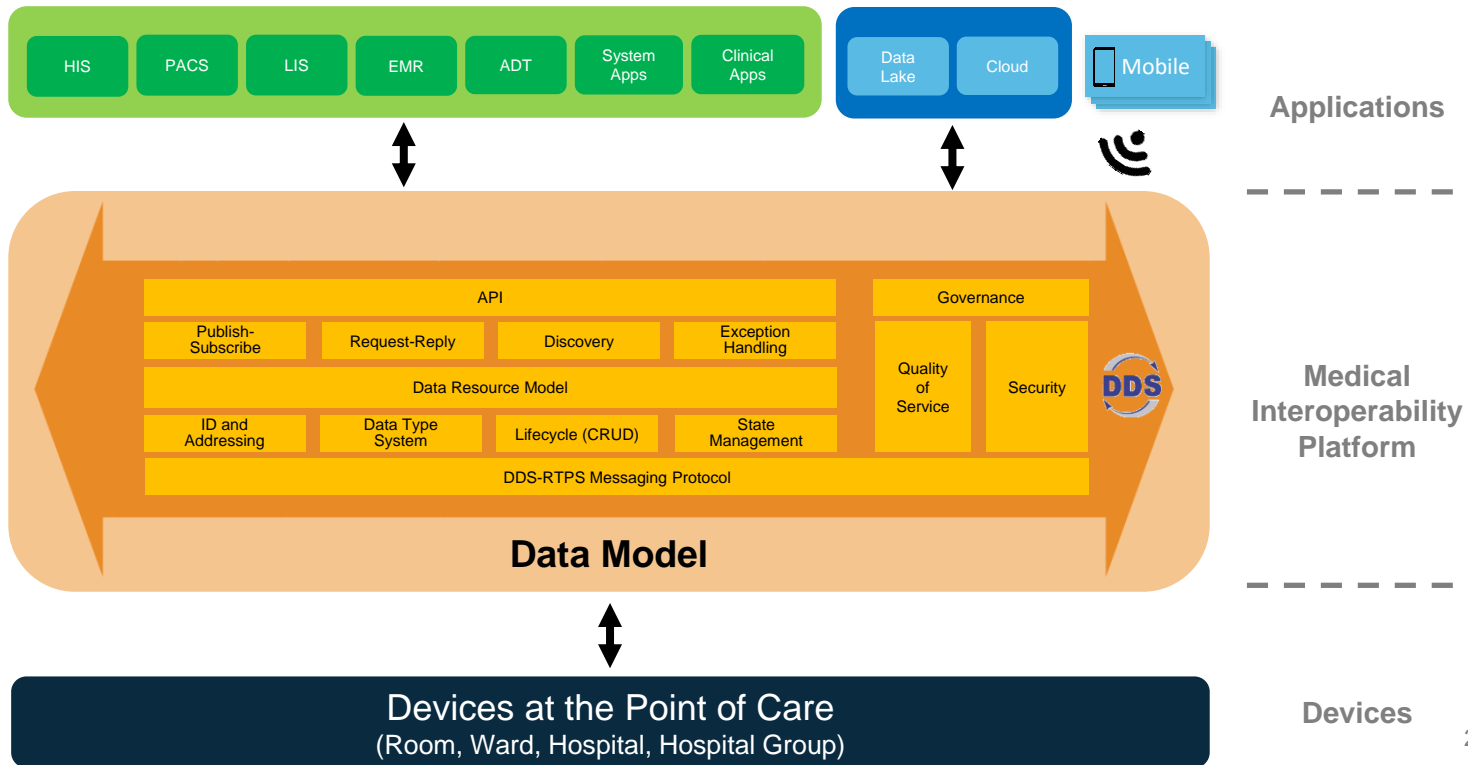 HIS
PACS
LIS
EMR
ADT
System
Apps
Clinical
Apps
Data
Lake
Cloud
Mobile
Applications
API
Governance
Publish-
Subscribe
Request-Reply
Discovery
Exception
Handling
Data Resource Model
Quality
of
Service
Security
DDS
ID and
Addressing
Data Type
System
Lifecycle (CRUD)
State
Management
DDS-RTPS Messaging Protocol
Data Model
Medical
Interoperability
Platform
Devices at the Point of Care
(Room, Ward, Hospital, Hospital Group)
Devices
2